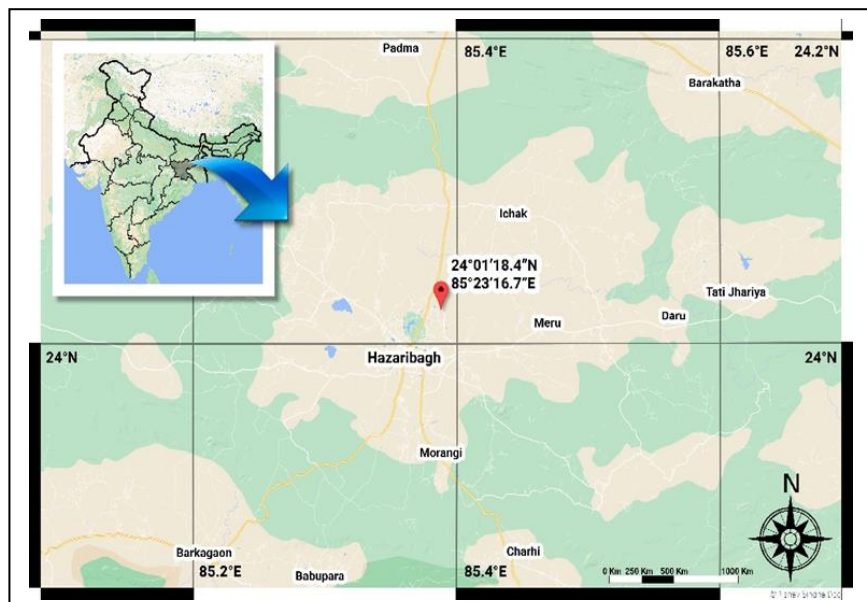 Padma
85.4°E
85.6°E
24.2°N
Barakatha
Ichak
24°01'18.4"N
85°23'16.7"E
Tati Jhariya
Daru
Meru
24°N
Hazaribagh
24°N
Morangi
N
Barkagaon
85.2°E
Babupara
85.4°E
Charhi
0 Km 250 Km 500 Km 1000 Km